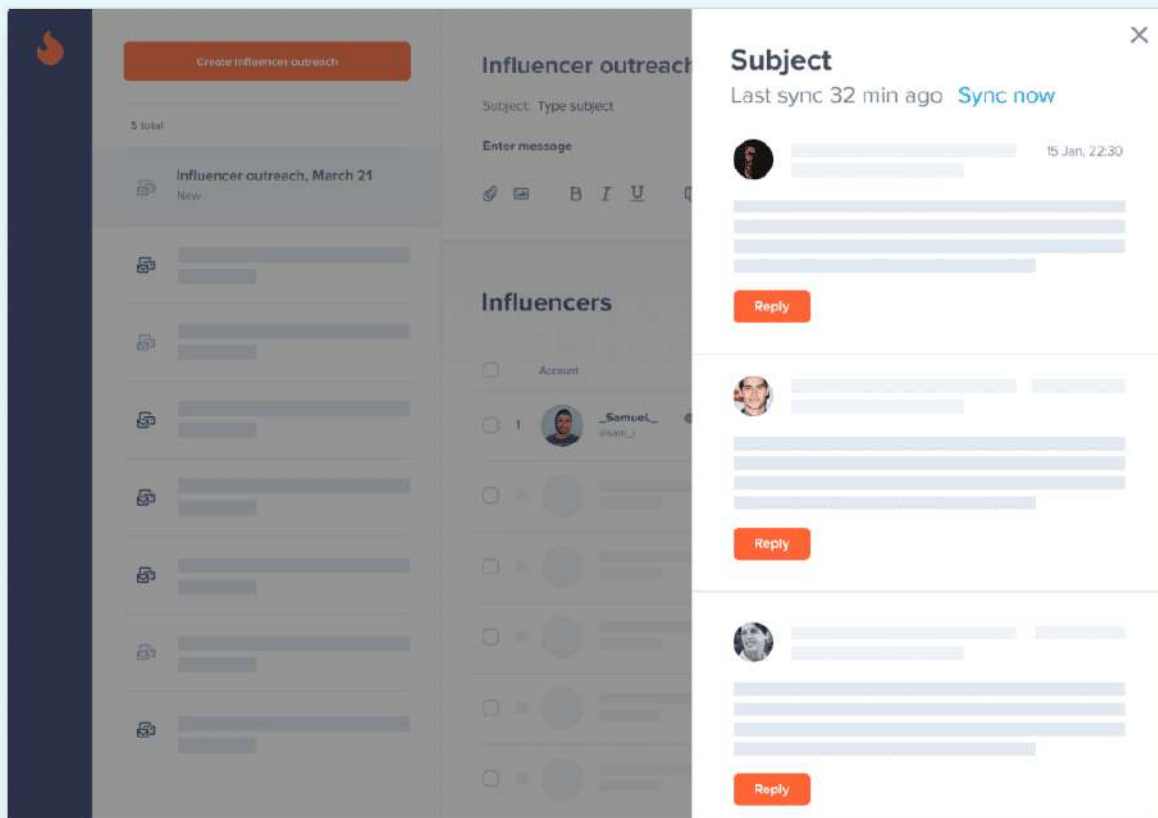 Create influencer outreach
5 total
Influencer outreach, March 21
New
Influencer outreach
Subject: Type subject
Enter message
B I U
Influencers
Account
1
_Samuel_
Subject
Last sync 32 min ago Sync now
15 Jan, 22:30
Reply
Reply
Reply